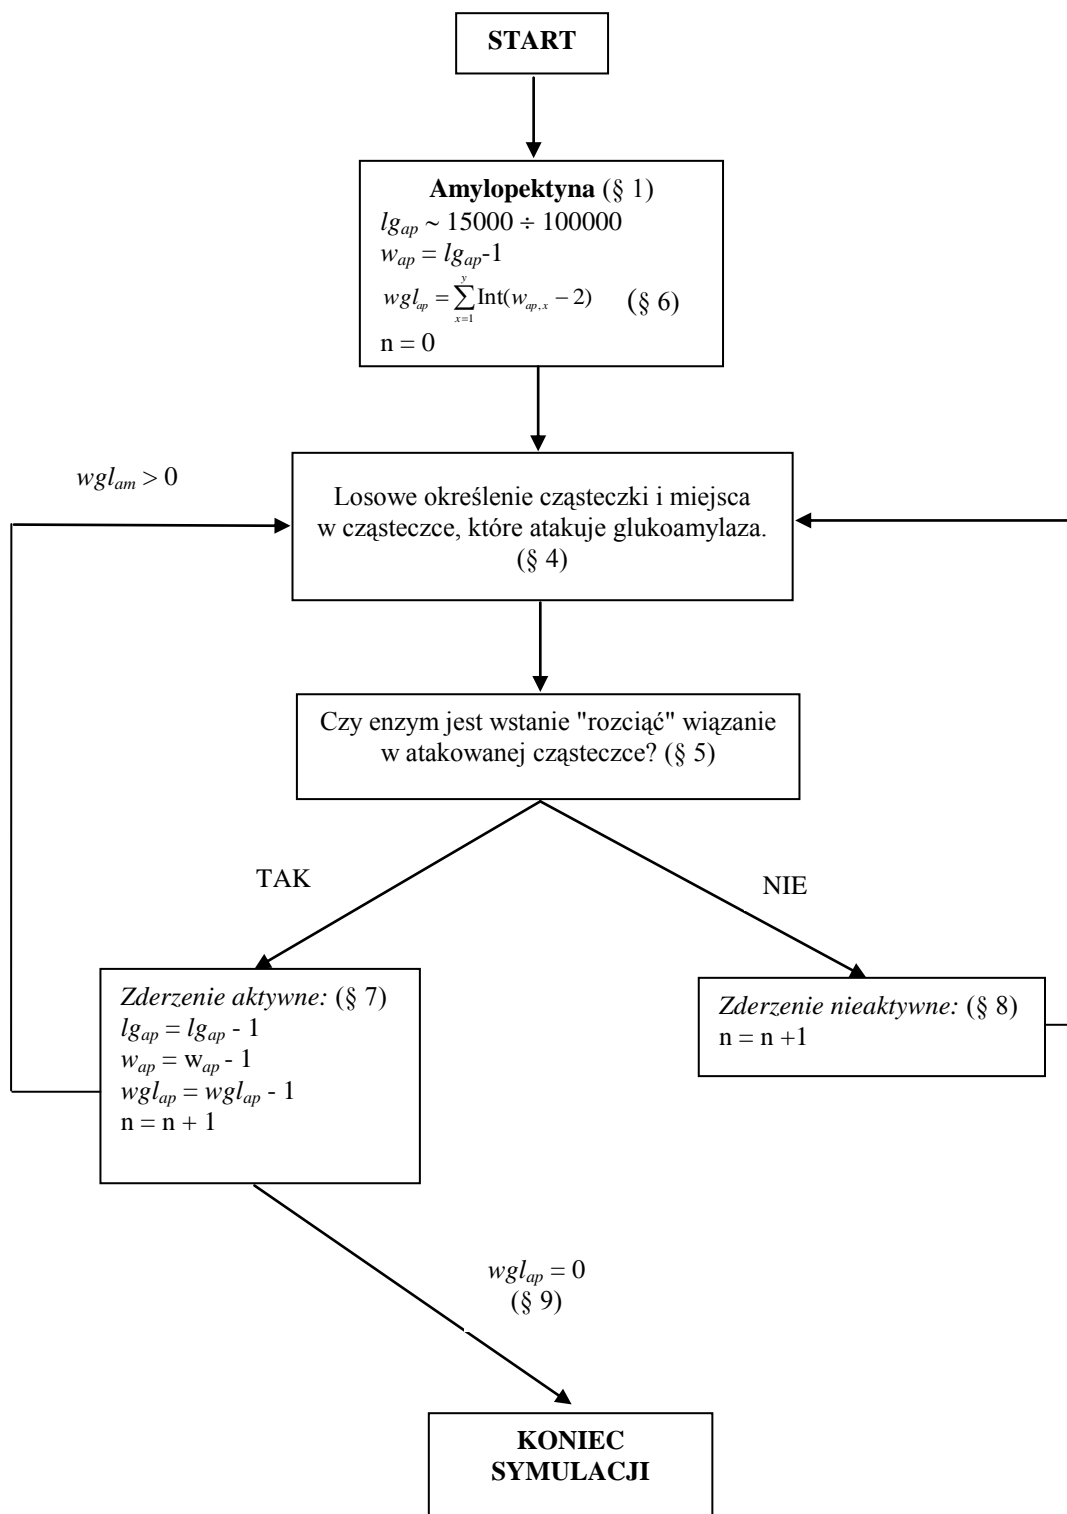 START
Amylopektyna (§ 1)
lg_ap ~ 15000 ÷ 100000
w_ap = lg_ap-1
wgl_ap = ∑_{x=1}^{y} Int(w_{ap,x} − 2) (§ 6)
n = 0
wgl_am > 0
Losowe określenie cząsteczki i miejsca
w cząsteczce, które atakuje glukoamylaza.
(§ 4)
Czy enzym jest wstanie "rozciąć" wiązanie
w atakowanej cząsteczce? (§ 5)
TAK
NIE
Zderzenie aktywne: (§ 7)
lg_ap = lg_ap - 1
w_ap = w_ap - 1
wgl_ap = wgl_ap - 1
n = n + 1
Zderzenie nieaktywne: (§ 8)
n = n +1
wgl_ap = 0
(§ 9)
KONIEC
SYMULACJI